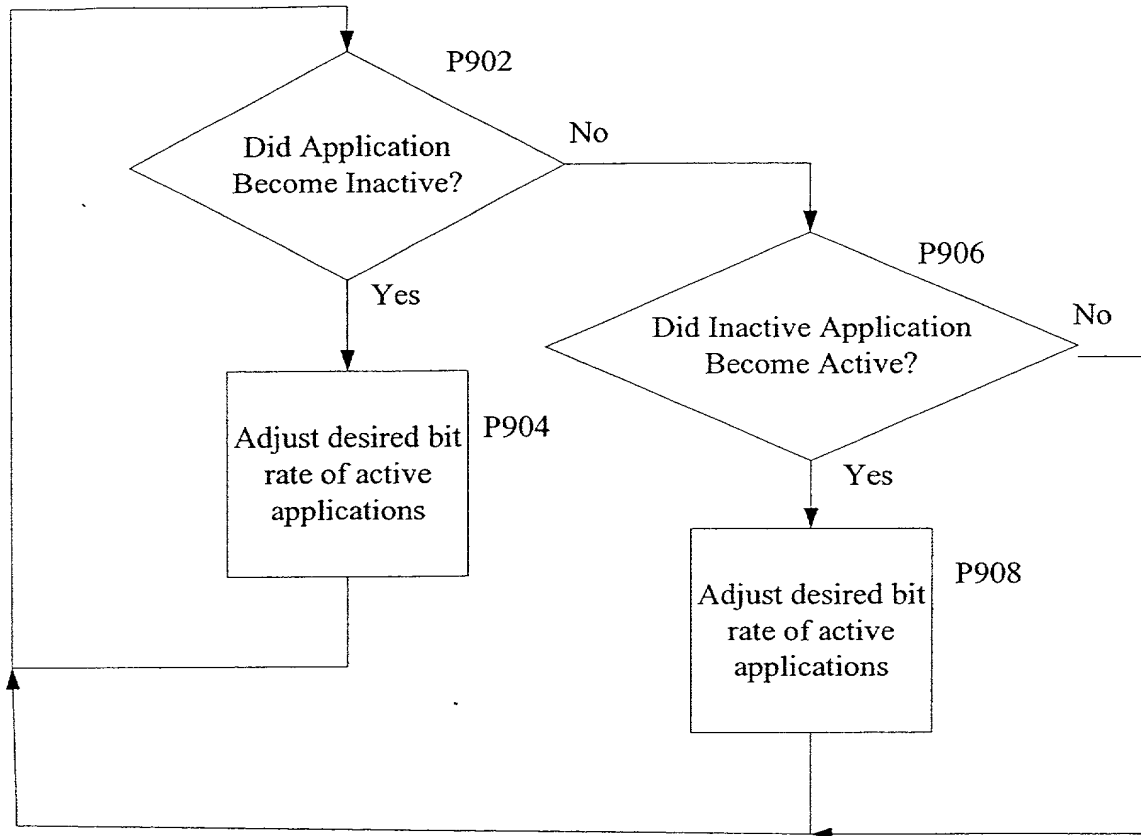 P902
Did Application
Become Inactive?
No
Yes
P904
Adjust desired bit
rate of active
applications
P906
Did Inactive Application
Become Active?
No
Yes
P908
Adjust desired bit
rate of active
applications